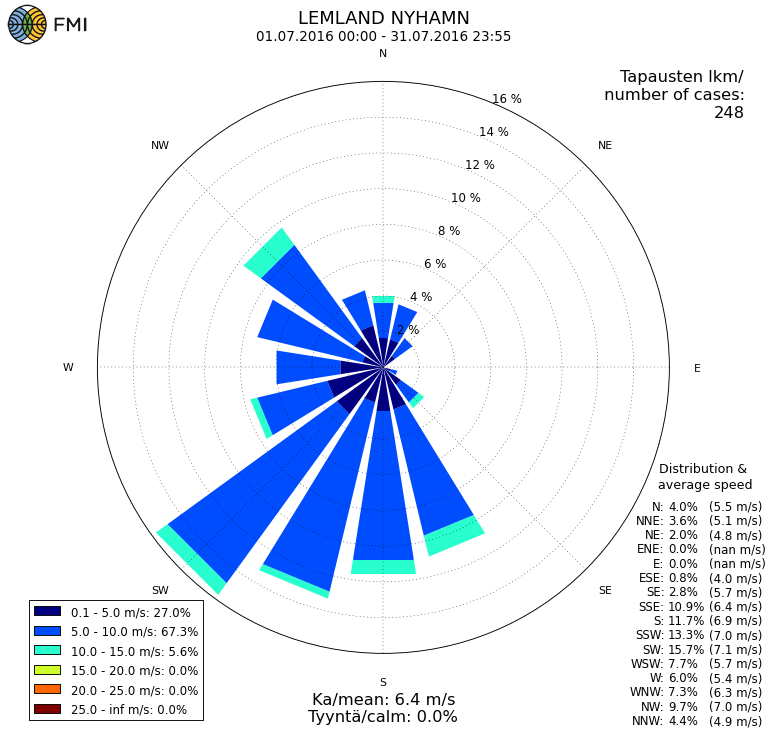 FMI
LEMLAND NYHAMN
01.07.2016 00:00 - 31.07.2016 23:55
Tapausten lkm/
number of cases:
248
N
NE
E
SE
S
SW
W
NW
16 %
14 %
12 %
10 %
8 %
6 %
4 %
2 %
Distribution &
average speed
N: 4.0% (5.5 m/s)
NNE: 3.6% (5.1 m/s)
NE: 2.0% (4.8 m/s)
ENE: 0.0% (nan m/s)
E: 0.0% (nan m/s)
ESE: 0.8% (4.0 m/s)
SE: 2.8% (5.7 m/s)
SSE: 10.9% (6.4 m/s)
S: 11.7% (6.9 m/s)
SSW: 13.3% (7.0 m/s)
SW: 15.7% (7.1 m/s)
WSW: 7.7% (5.7 m/s)
W: 6.0% (5.4 m/s)
WNW: 7.3% (6.3 m/s)
NW: 9.7% (7.0 m/s)
NNW: 4.4% (4.9 m/s)
0.1 - 5.0 m/s: 27.0%
5.0 - 10.0 m/s: 67.3%
10.0 - 15.0 m/s: 5.6%
15.0 - 20.0 m/s: 0.0%
20.0 - 25.0 m/s: 0.0%
25.0 - inf m/s: 0.0%
Ka/mean: 6.4 m/s
Tyyntä/calm: 0.0%